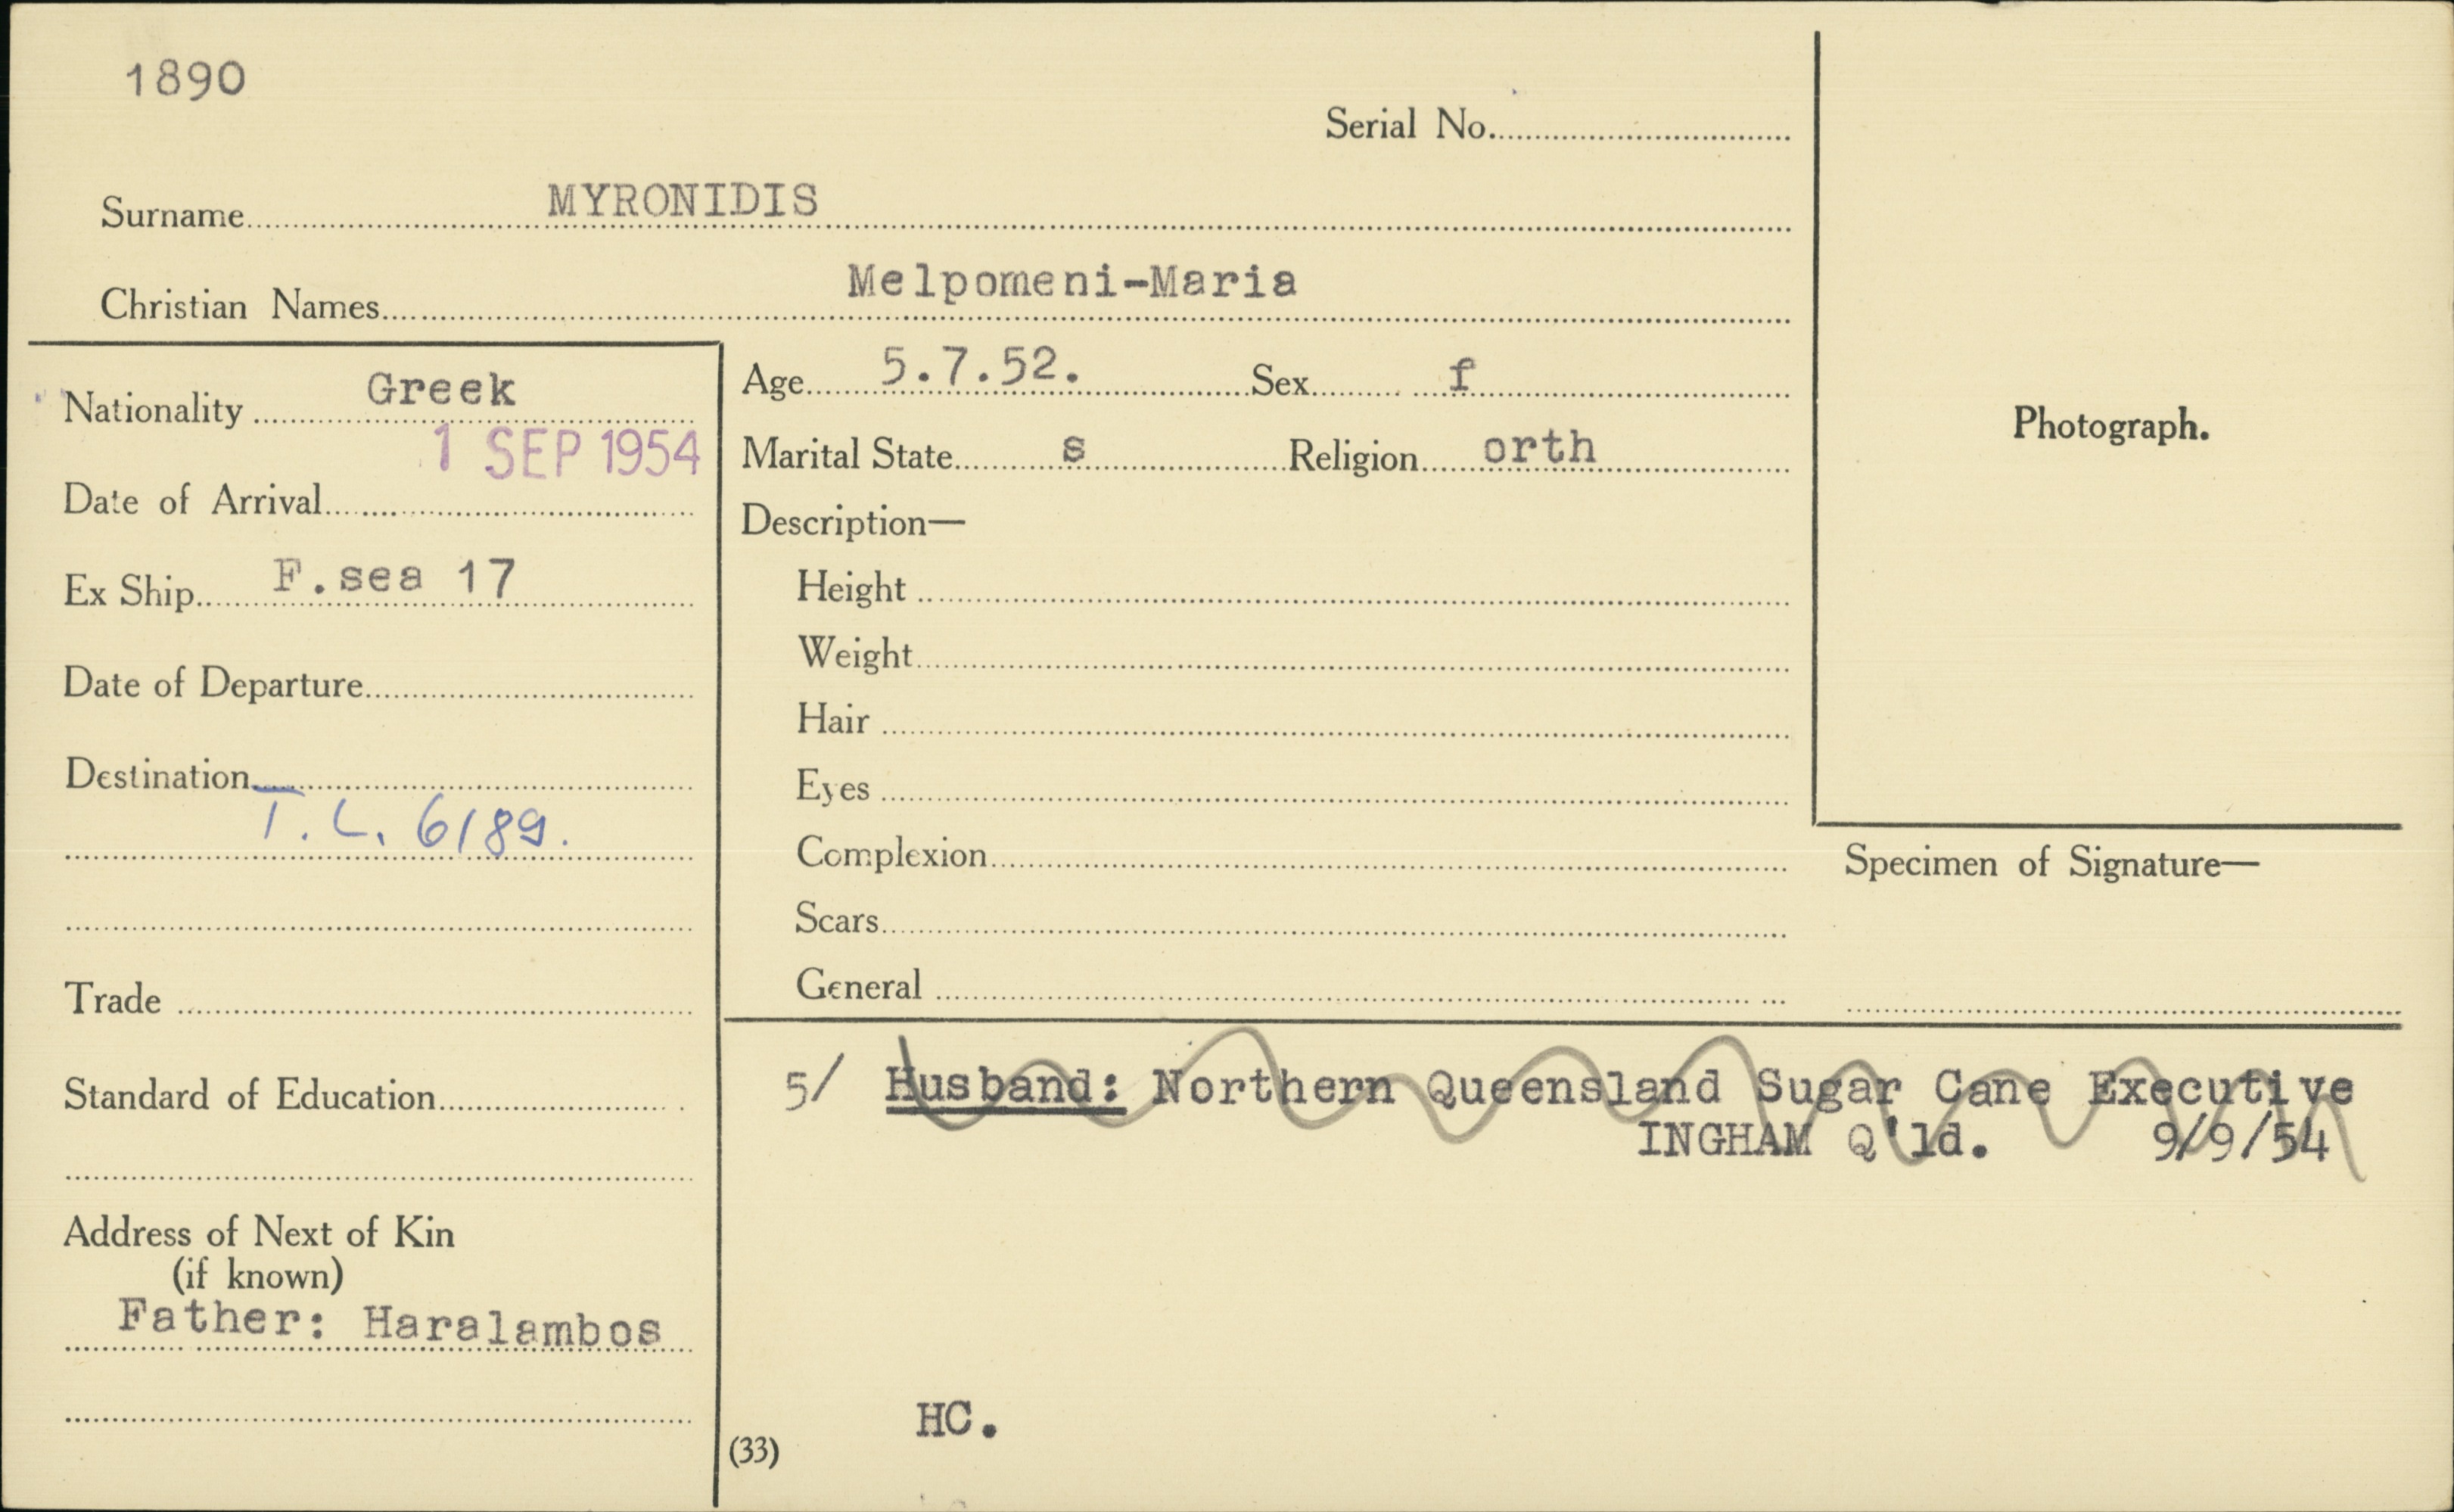 1890
Serial No.
Surname MYRONIDIS
Christian Names Melpomeni-Maria
Nationality Greek
1 SEP 1954
Date of Arrival
Ex Ship F.sea 17
Date of Departure
Destination
T.L. 6189.
Trade
Standard of Education
Address of Next of Kin
(if known)
Father: Haralambos
Age 5.7.52. Sex f
Marital State s Religion orth
Description—
Height
Weight
Hair
Eyes
Complexion
Scars
General
Photograph.
Specimen of Signature—
5/ Husband: Northern Queensland Sugar Cane Executive
INGHAM Q'ld. 9/9/54
HC.
(33)